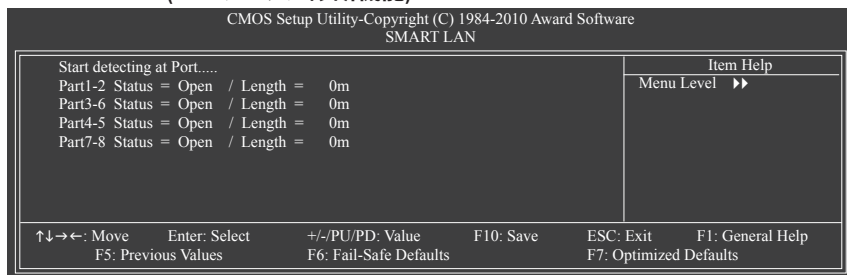 CMOS Setup Utility-Copyright (C) 1984-2010 Award Software
SMART LAN
Start detecting at Port.....
Part1-2 Status = Open / Length = 0m
Part3-6 Status = Open / Length = 0m
Part4-5 Status = Open / Length = 0m
Part7-8 Status = Open / Length = 0m
Item Help
Menu Level ▶▶
↑↓→←: Move Enter: Select +/-/PU/PD: Value F10: Save ESC: Exit F1: General Help
F5: Previous Values F6: Fail-Safe Defaults F7: Optimized Defaults